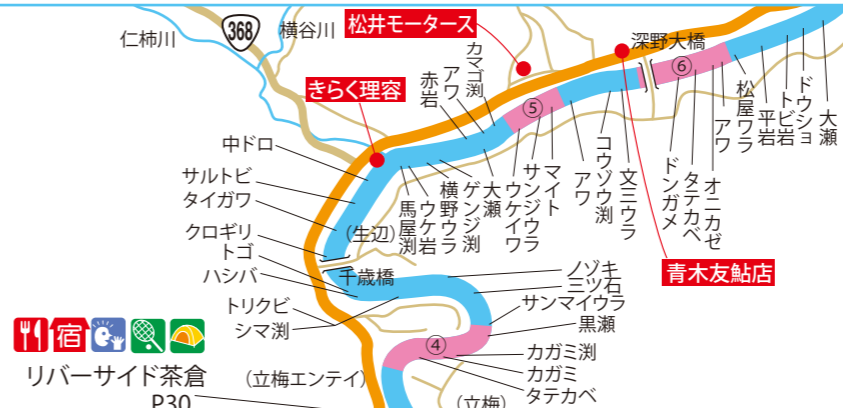 仁柿川
368
横谷川
松井モータース
深野大橋
きらく理容
赤岩
アワ
カマゴ渕
⑤
⑥
松屋ワラ
平岩
トビ岩
ドウショ
大瀬
中ドロ
サルトビ
タイガワ
クロギリ
トゴ
ハシバ
トリクビ
シマ渕
(生辺)
千歳橋
馬屋渕
ウケ岩
横野ウラ
ゲンジ渕
大瀬
ウケイワ
サンジウラ
マイト
アワ
コウゾウ渕
文三ウラ
ドンガメ
タテカベ
オニカゼ
アワ
青木友鮎店
ノゾキ
三ツ石
サンマイウラ
黒瀬
④
カガミ渕
カガミ
タテカベ
宿
リバーサイド茶倉
P30
(立梅エンテイ)
(立梅)